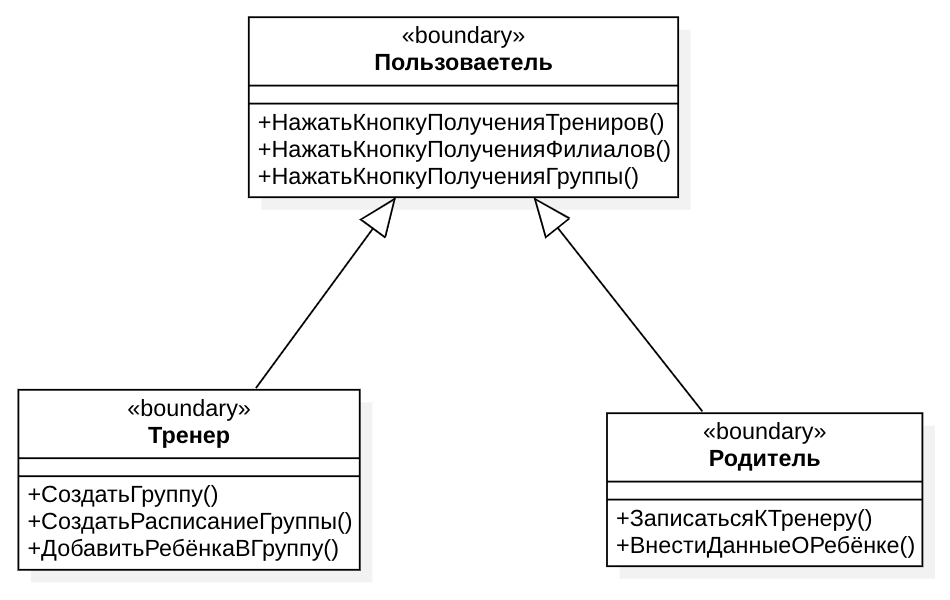 «boundary»
Пользоваетель
+НажатьКнопкуПолученияТрениров()
+НажатьКнопкуПолученияФилиалов()
+НажатьКнопкуПолученияГруппы()
«boundary»
Тренер
+СоздатьГруппу()
+СоздатьРасписаниеГруппы()
+ДобавитьРебёнкаВГруппу()
«boundary»
Родитель
+ЗаписатьсяКТренеру()
+ВнестиДанныеОРебёнке()